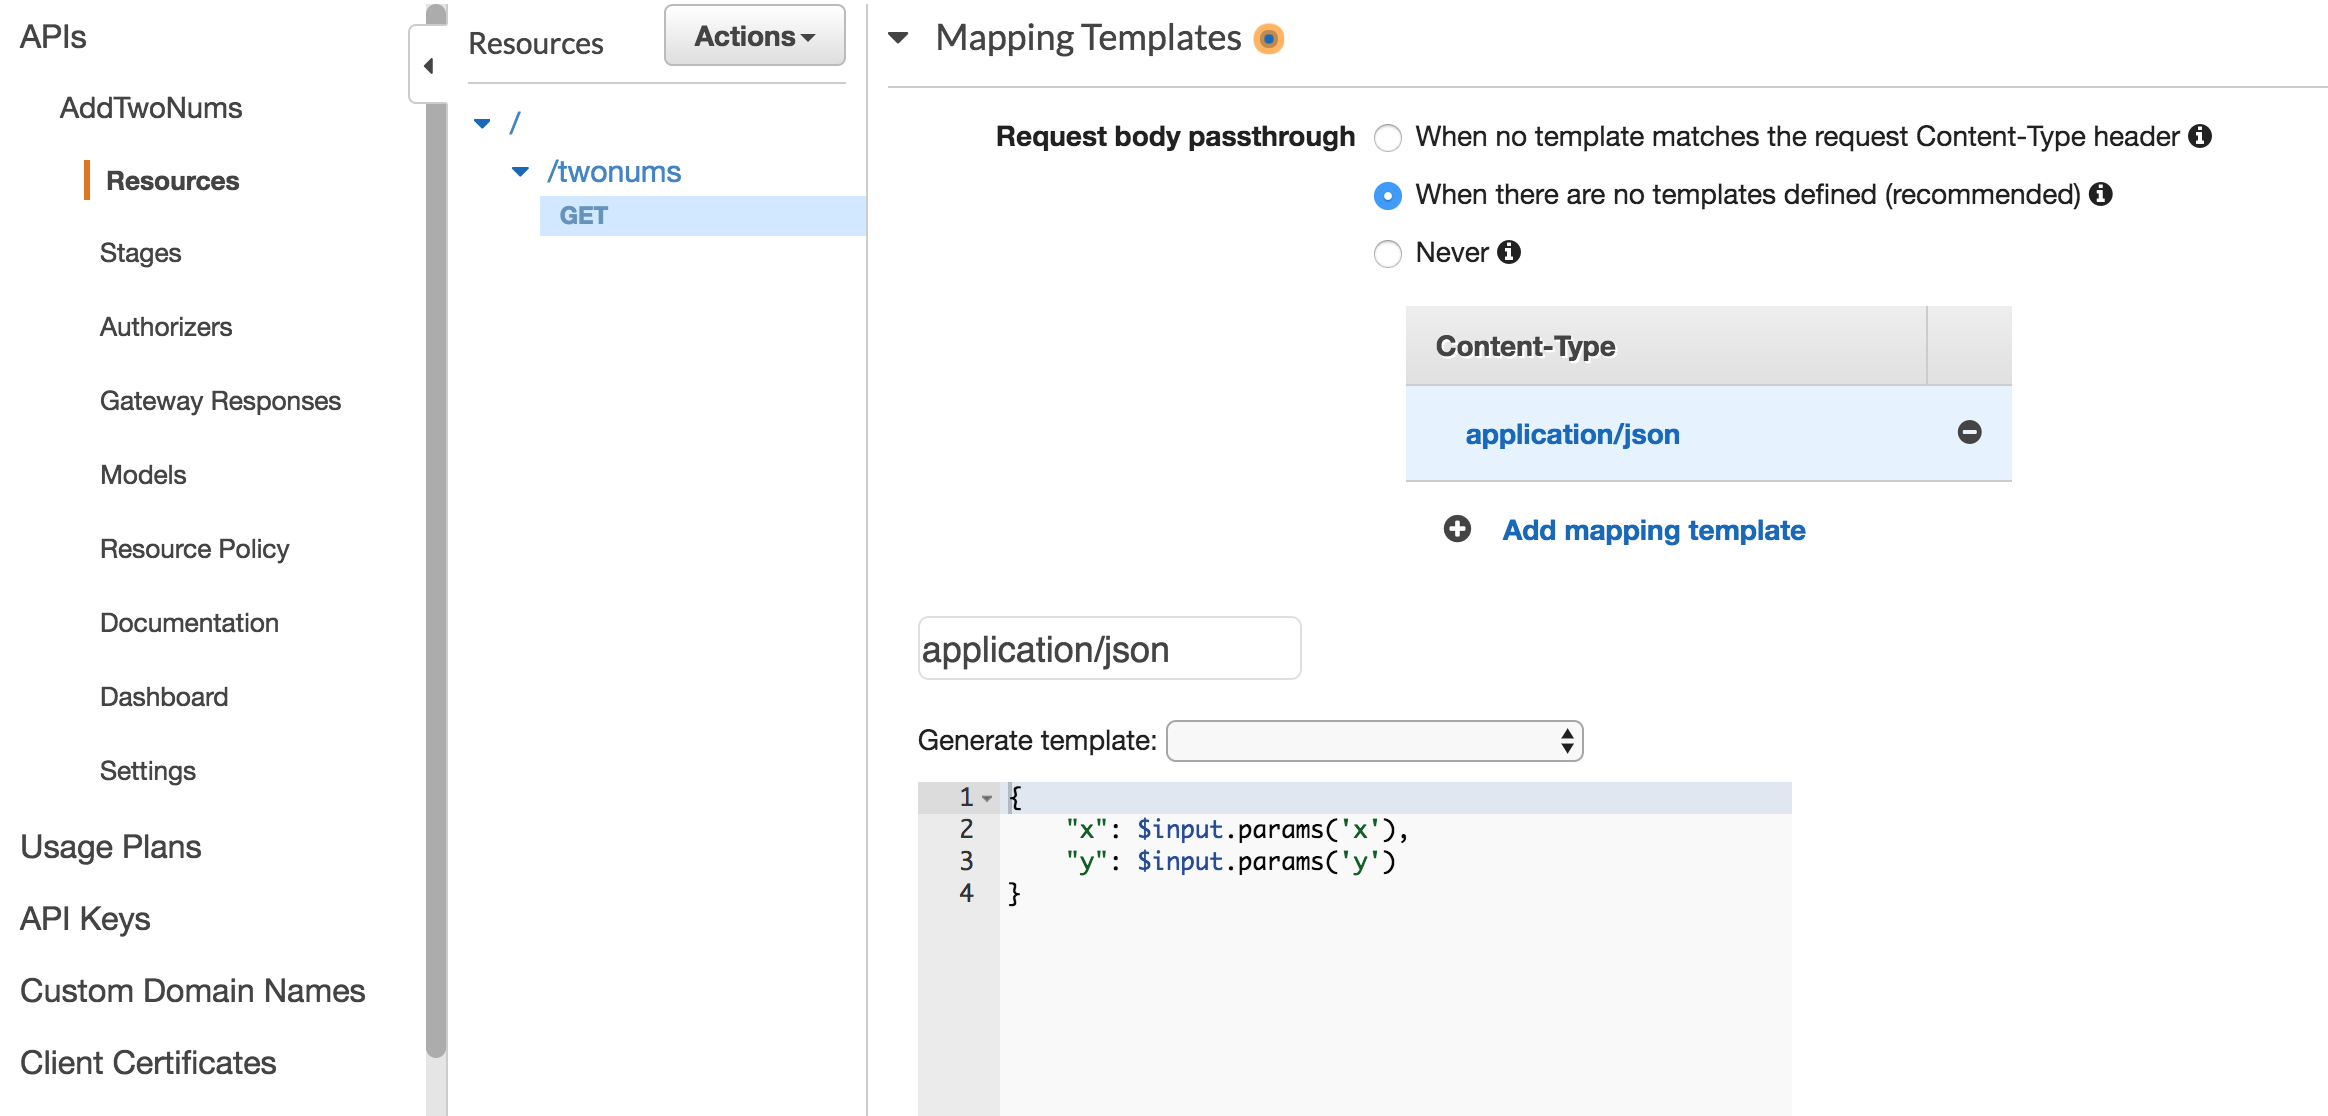 APIs
AddTwoNums
Resources
Stages
Authorizers
Gateway Responses
Models
Resource Policy
Documentation
Dashboard
Settings
Usage Plans
API Keys
Custom Domain Names
Client Certificates
Resources
Actions
/
/twonums
GET
Mapping Templates
Request body passthrough
When no template matches the request Content-Type header
When there are no templates defined (recommended)
Never
Content-Type
application/json
Add mapping template
application/json
Generate template:
1 {
2     "x": $input.params('x'),
3     "y": $input.params('y')
4 }